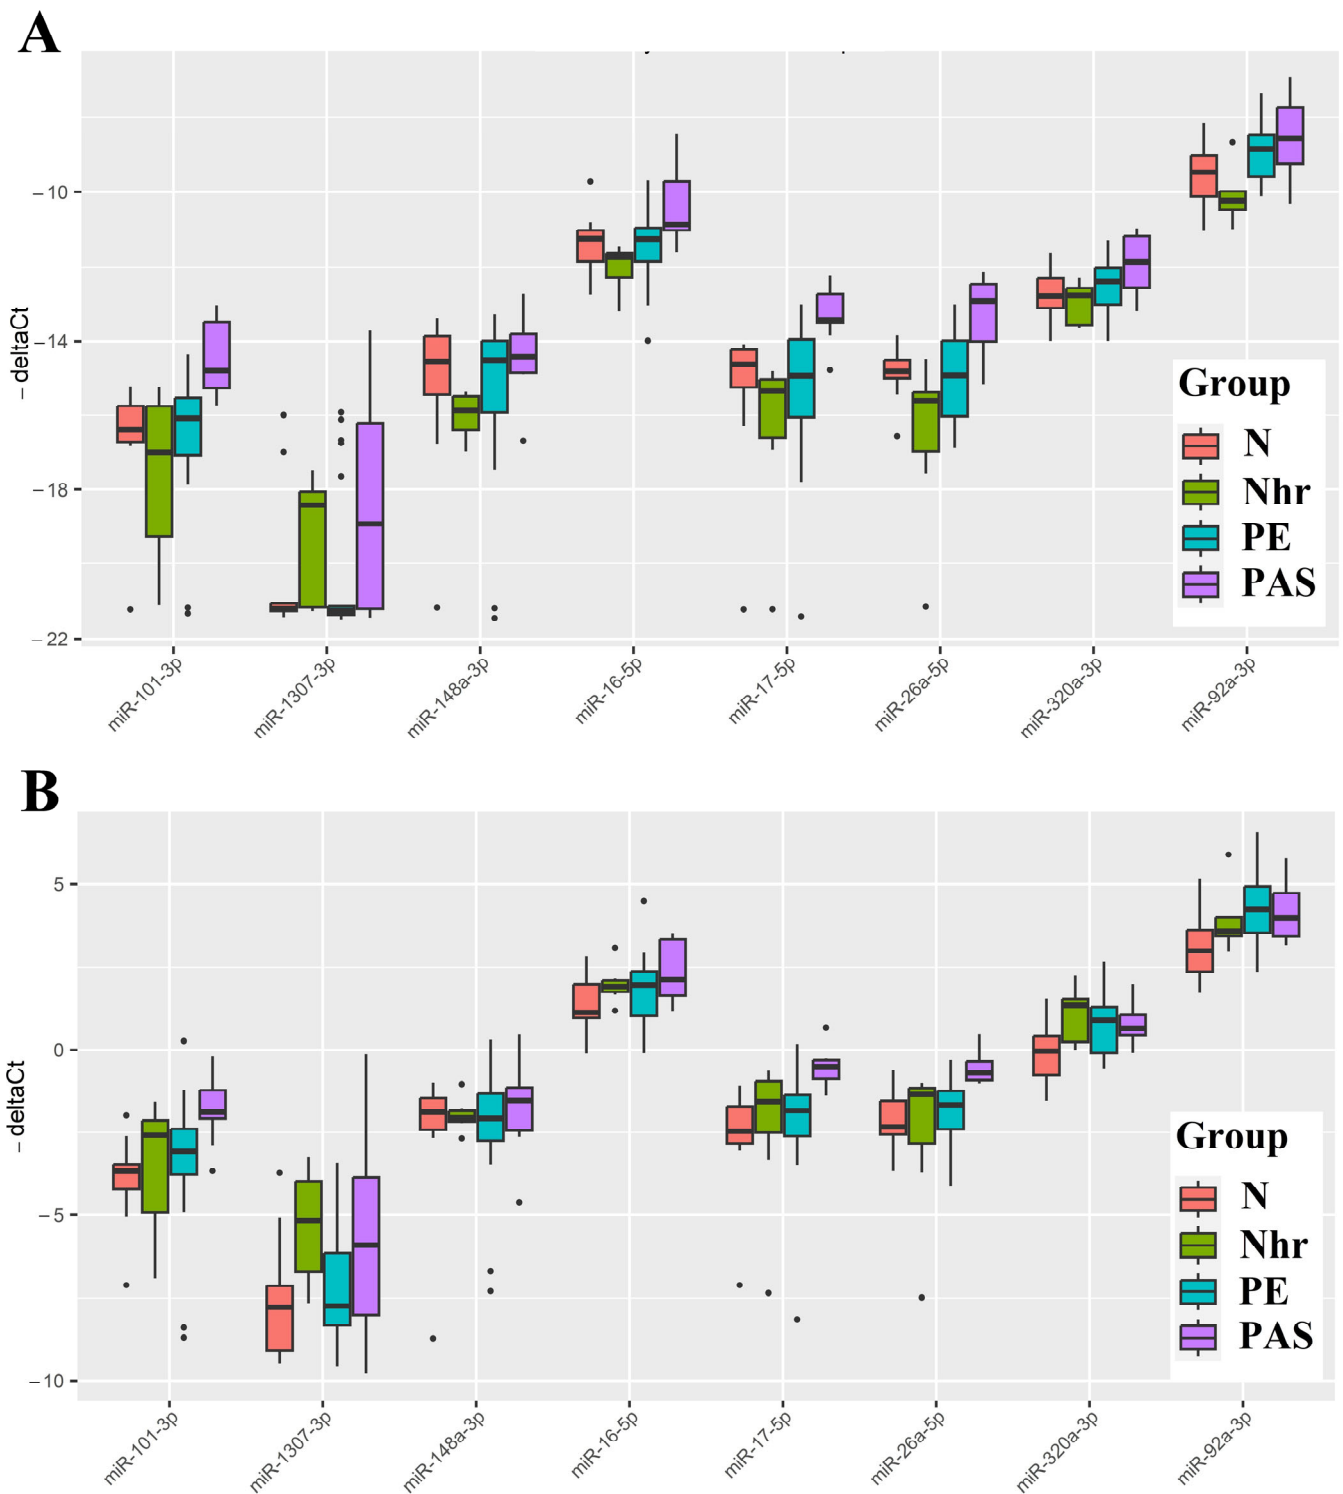 A
−10
−14
−18
−22
− deltaCt
Group
N
Nhr
PE
PAS
miR-101-3p
miR-1307-3p
miR-148a-3p
miR-16-5p
miR-17-5p
miR-26a-5p
miR-320a-3p
miR-92a-3p
B
5
0
−5
−10
− deltaCt
Group
N
Nhr
PE
PAS
miR-101-3p
miR-1307-3p
miR-148a-3p
miR-16-5p
miR-17-5p
miR-26a-5p
miR-320a-3p
miR-92a-3p